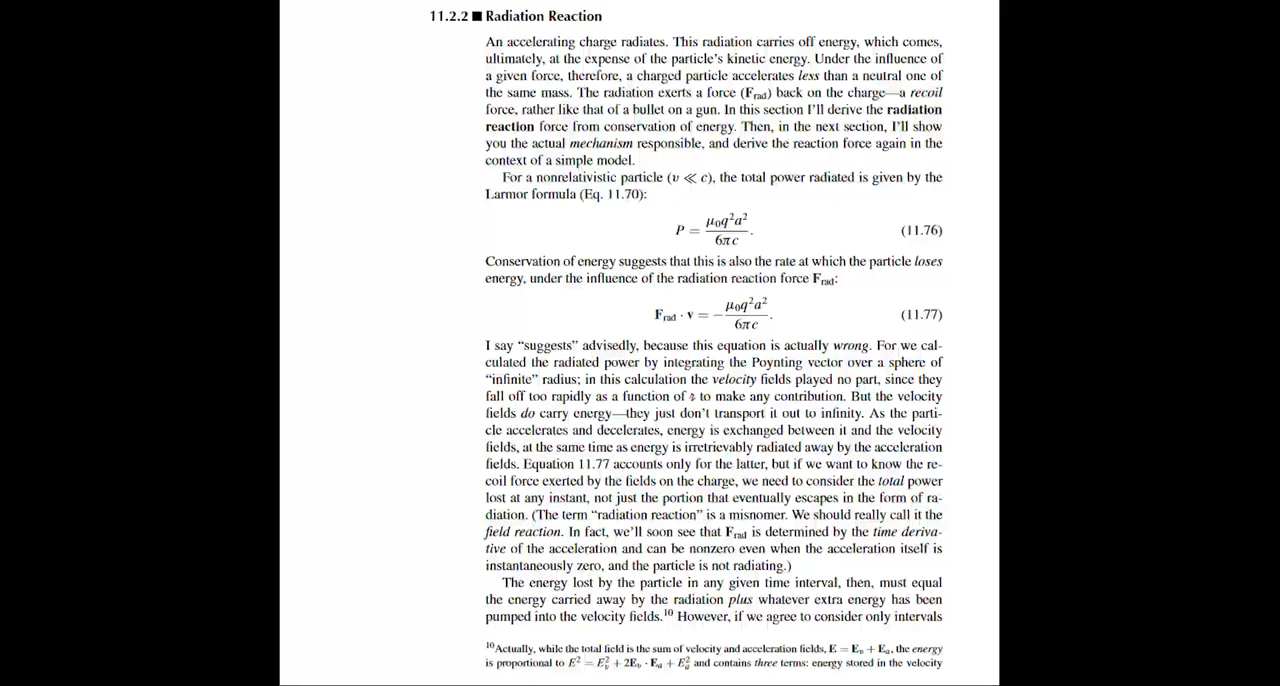 11.2.2 ■ Radiation Reaction
An accelerating charge radiates. This radiation carries off energy, which comes,
ultimately, at the expense of the particle's kinetic energy. Under the influence of
a given force, therefore, a charged particle accelerates less than a neutral one of
the same mass. The radiation exerts a force (F_rad) back on the charge—a recoil
force, rather like that of a bullet on a gun. In this section I'll derive the radiation
reaction force from conservation of energy. Then, in the next section, I'll show
you the actual mechanism responsible, and derive the reaction force again in the
context of a simple model.
For a nonrelativistic particle (v ≪ c), the total power radiated is given by the
Larmor formula (Eq. 11.70):
P = μ₀q²a² / 6πc. (11.76)
Conservation of energy suggests that this is also the rate at which the particle loses
energy, under the influence of the radiation reaction force F_rad:
F_rad · v = − μ₀q²a² / 6πc. (11.77)
I say “suggests” advisedly, because this equation is actually wrong. For we cal-
culated the radiated power by integrating the Poynting vector over a sphere of
“infinite” radius; in this calculation the velocity fields played no part, since they
fall off too rapidly as a function of 𝓇 to make any contribution. But the velocity
fields do carry energy—they just don't transport it out to infinity. As the parti-
cle accelerates and decelerates, energy is exchanged between it and the velocity
fields, at the same time as energy is irretrievably radiated away by the acceleration
fields. Equation 11.77 accounts only for the latter, but if we want to know the re-
coil force exerted by the fields on the charge, we need to consider the total power
lost at any instant, not just the portion that eventually escapes in the form of ra-
diation. (The term “radiation reaction” is a misnomer. We should really call it the
field reaction. In fact, we'll soon see that F_rad is determined by the time deriva-
tive of the acceleration and can be nonzero even when the acceleration itself is
instantaneously zero, and the particle is not radiating.)
The energy lost by the particle in any given time interval, then, must equal
the energy carried away by the radiation plus whatever extra energy has been
pumped into the velocity fields.¹⁰ However, if we agree to consider only intervals
¹⁰Actually, while the total field is the sum of velocity and acceleration fields, E = E_v + E_a, the energy
is proportional to E² = E_v² + 2E_v · E_a + E_a² and contains three terms: energy stored in the velocity